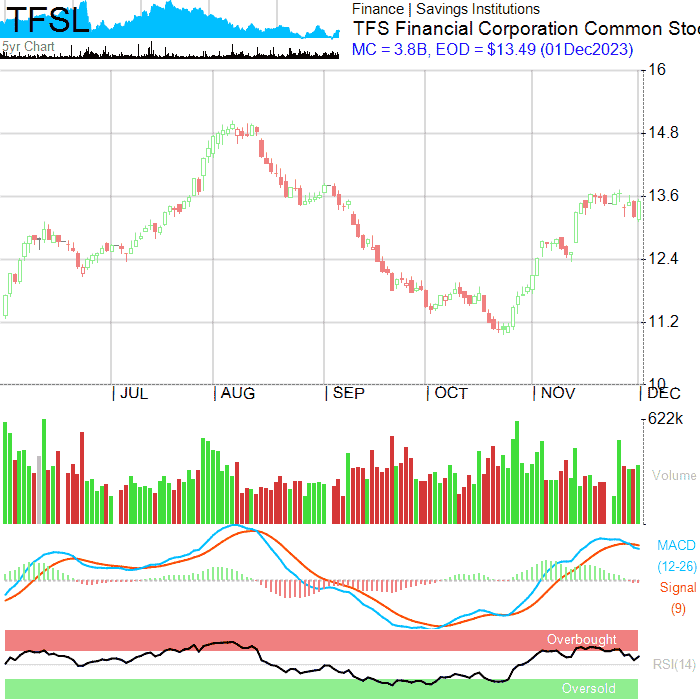 TFSL
5yr Chart
Finance | Savings Institutions
TFS Financial Corporation Common Stoc
MC = 3.8B, EOD = $13.49 (01Dec2023)
16
14.8
13.6
12.4
11.2
10
JUL AUG SEP OCT NOV DEC
622k
Volume
MACD
(12-26)
Signal
(9)
Overbought
RSI(14)
Oversold